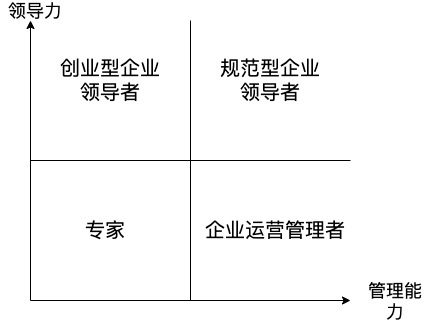 领导力
创业型企业
领导者
规范型企业
领导者
专家
企业运营管理者
管理能
力